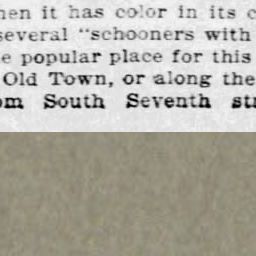 hen it has color in its c
several "schooners with
e popular place for this
Old Town, or along the
om South Seventh st